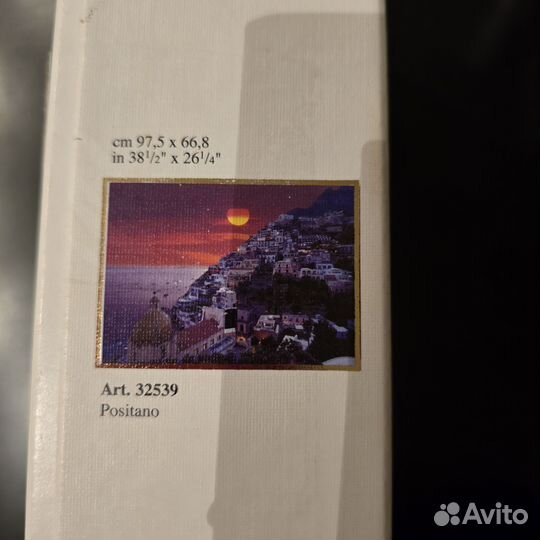 cm 97,5 x 66,8
in 38¹/₂" x 26¹/₄"
Art. 32539
Positano
Avito